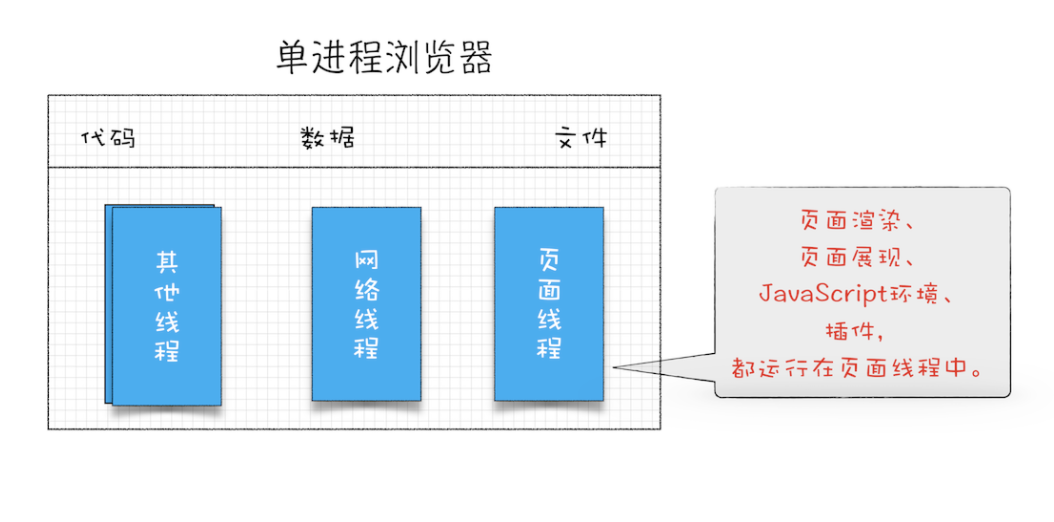 单进程浏览器
代码 数据 文件
其他线程
网络线程
页面线程
页面渲染、
页面展现、
JavaScript环境、
插件,
都运行在页面线程中。